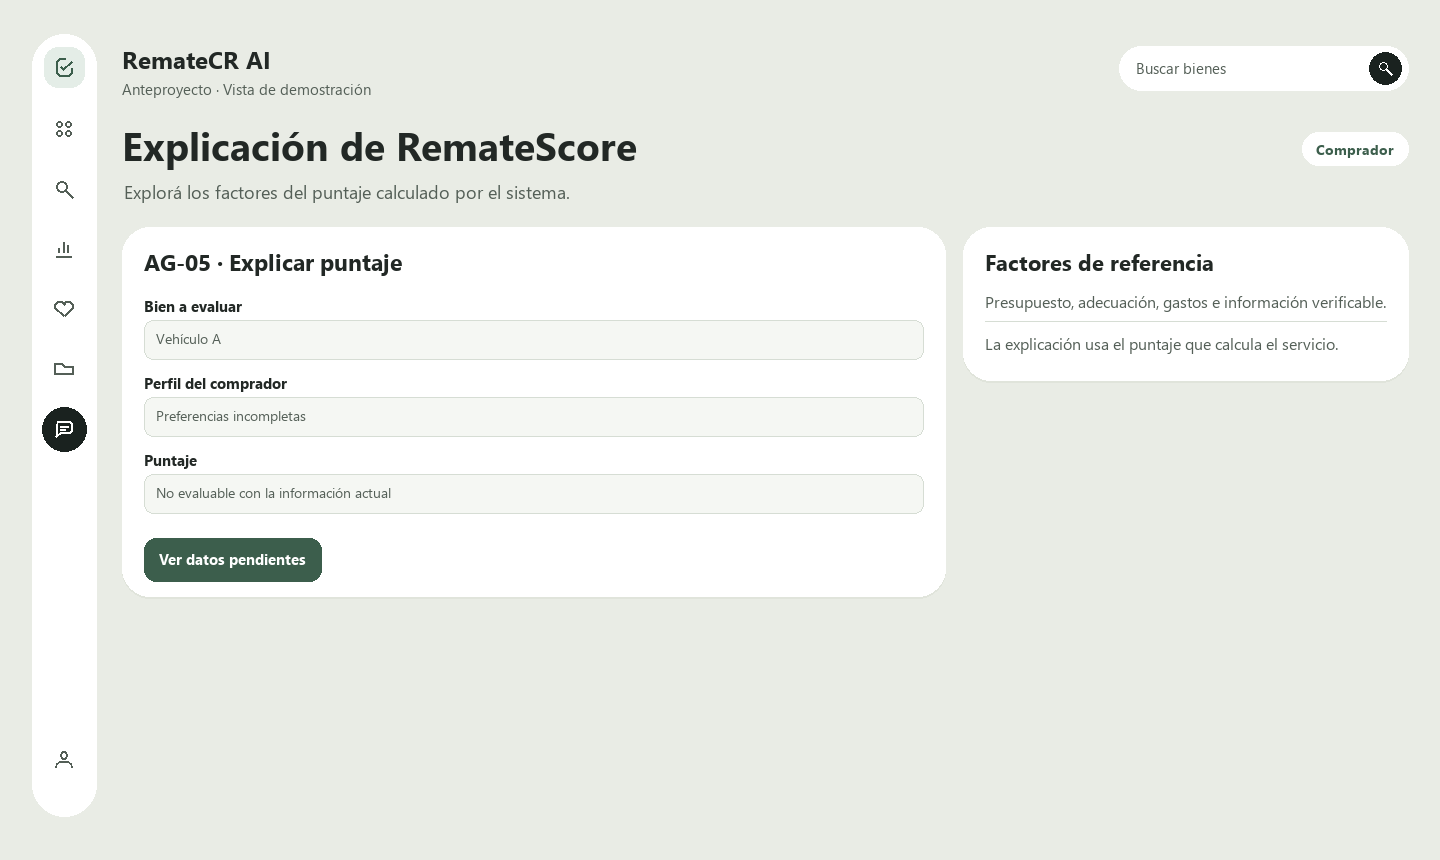 RemateCR AI
Anteproyecto · Vista de demostración
Buscar bienes
Explicación de RemateScore
Comprador
Explorá los factores del puntaje calculado por el sistema.
AG-05 · Explicar puntaje
Bien a evaluar
Vehículo A
Perfil del comprador
Preferencias incompletas
Puntaje
No evaluable con la información actual
Ver datos pendientes
Factores de referencia
Presupuesto, adecuación, gastos e información verificable.
La explicación usa el puntaje que calcula el servicio.